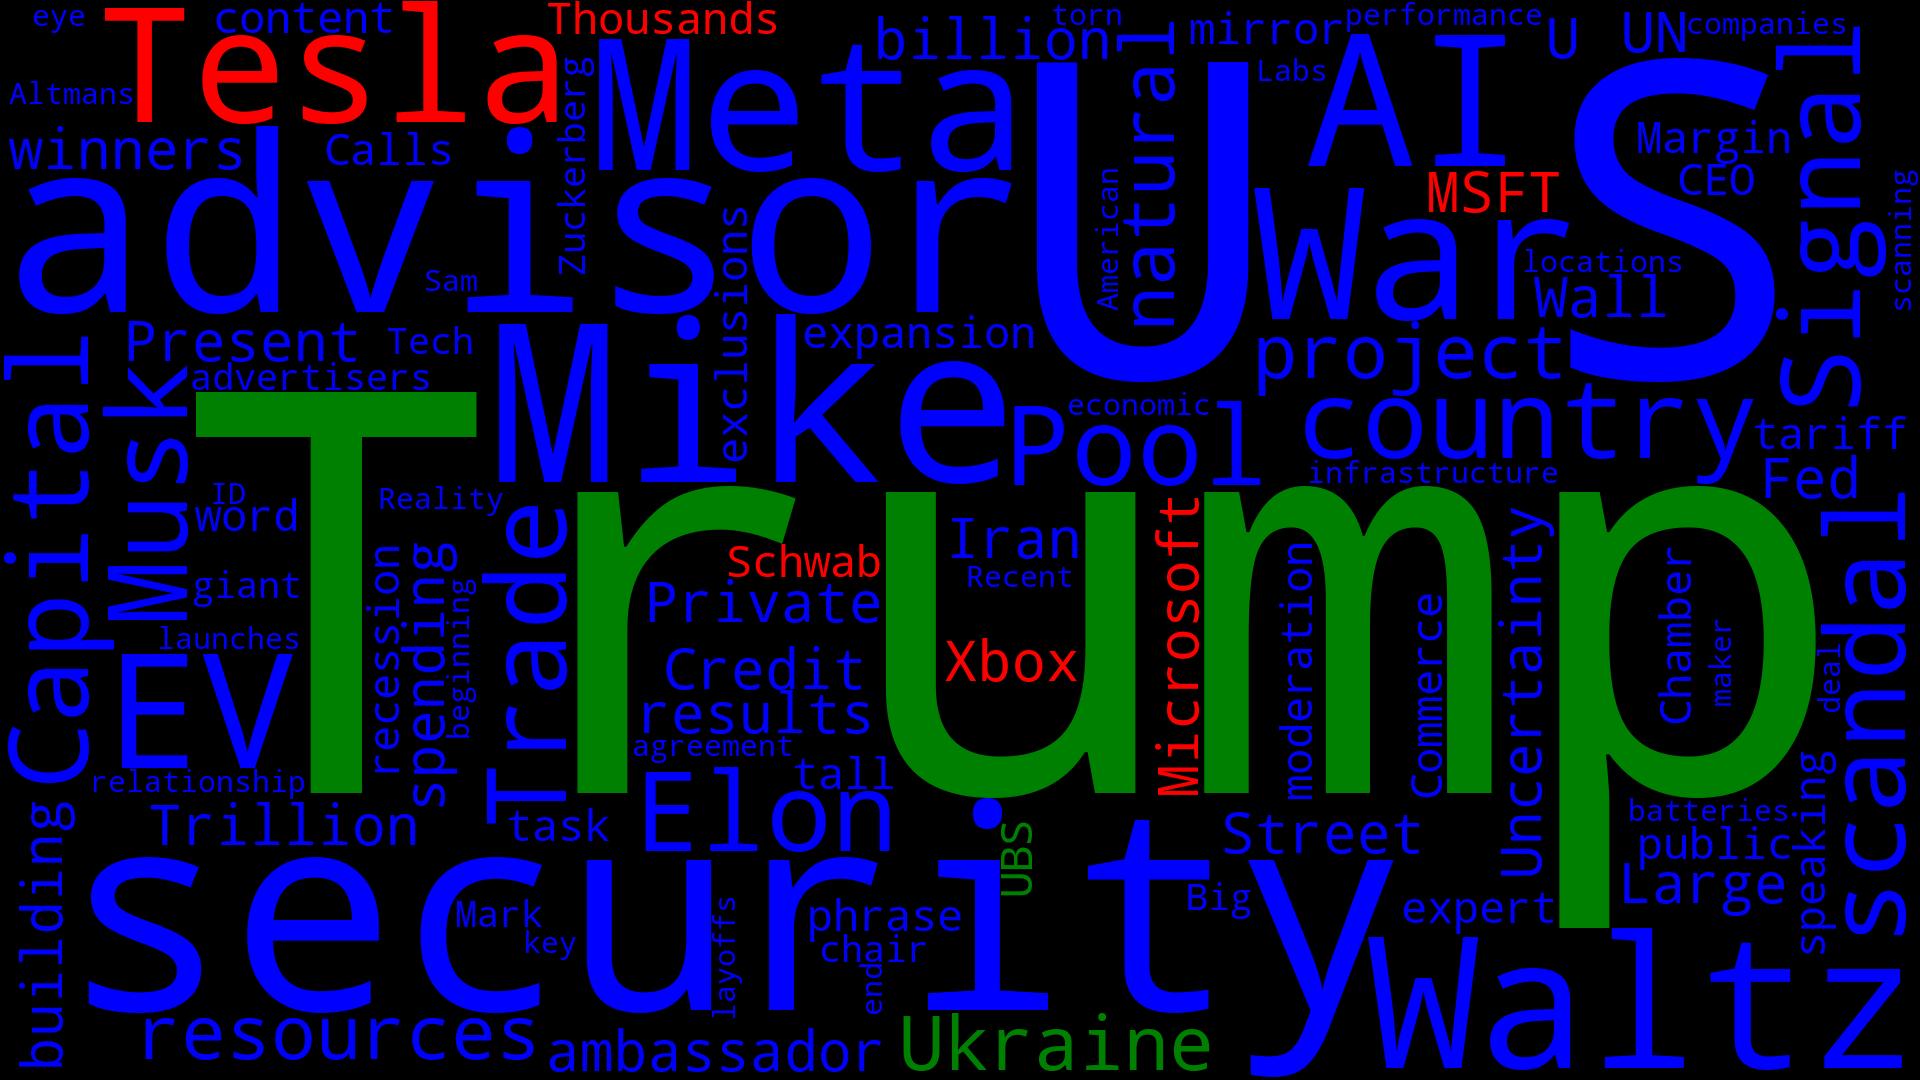 eye
content
Tesla
Thousands
billion
torn
mirror
performance
U
UN
companies
Altmans
Zuckerberg
Meta
natural
Labs
AI
S
Signal
winners
Calls
Margin
CEO
advisor
U
American
MSFT
War
scanning
Sam
exclusions
locations
Wall
Present
Tech
Mike
expansion
project
advertisers
Capital
Musk
Pool
economic
country
tariff
infrastructure
Fed
ID
word
Reality
Trump
Trade
Iran
Microsoft
Uncertainty
scandal
recession
spending
beginning
Schwab
Recent
moderation
Commerce
Chamber
maker
deal
giant
Private
launches
EV
Credit
Xbox
results
agreement
relationship
tall
Elon
building
Trillion
task
UBS
Street
batteries
public
speaking
security
Mark
key
layoffs
phrase
chair
end
Big
expert
Large
Waltz
resources
ambassador
Ukraine